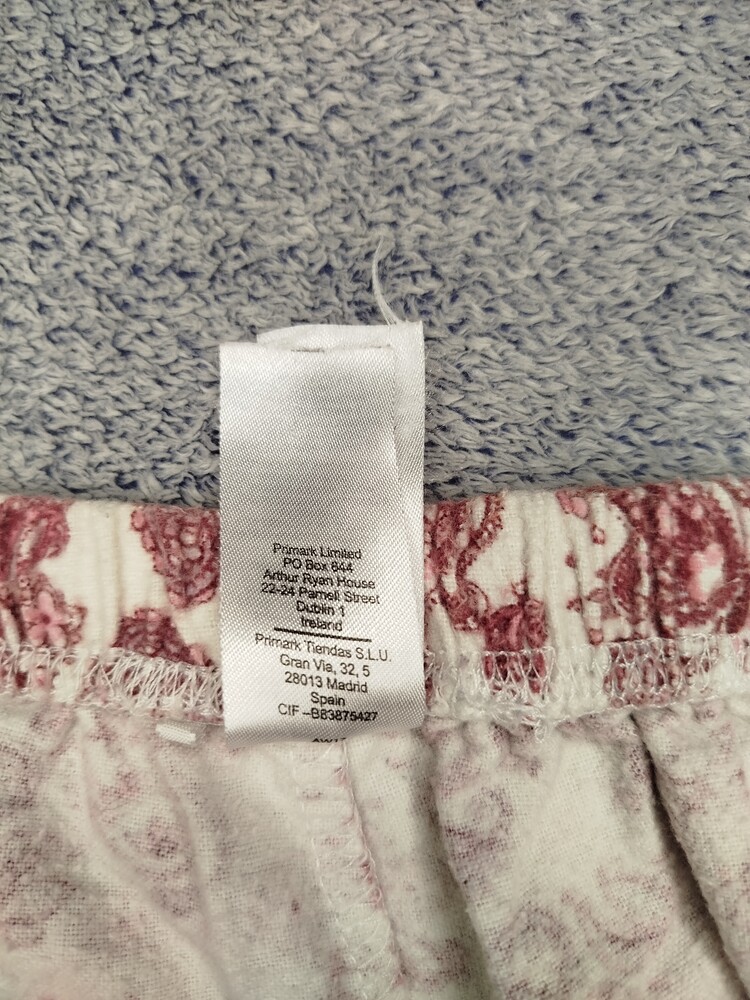 Primark Limited
PO Box 644
Arthur Ryan House
22-24 Parnell Street
Dublin 1
Ireland
Primark Tiendas S.L.U.
Gran Via, 32, 5
28013 Madrid
Spain
CIF –B83875427